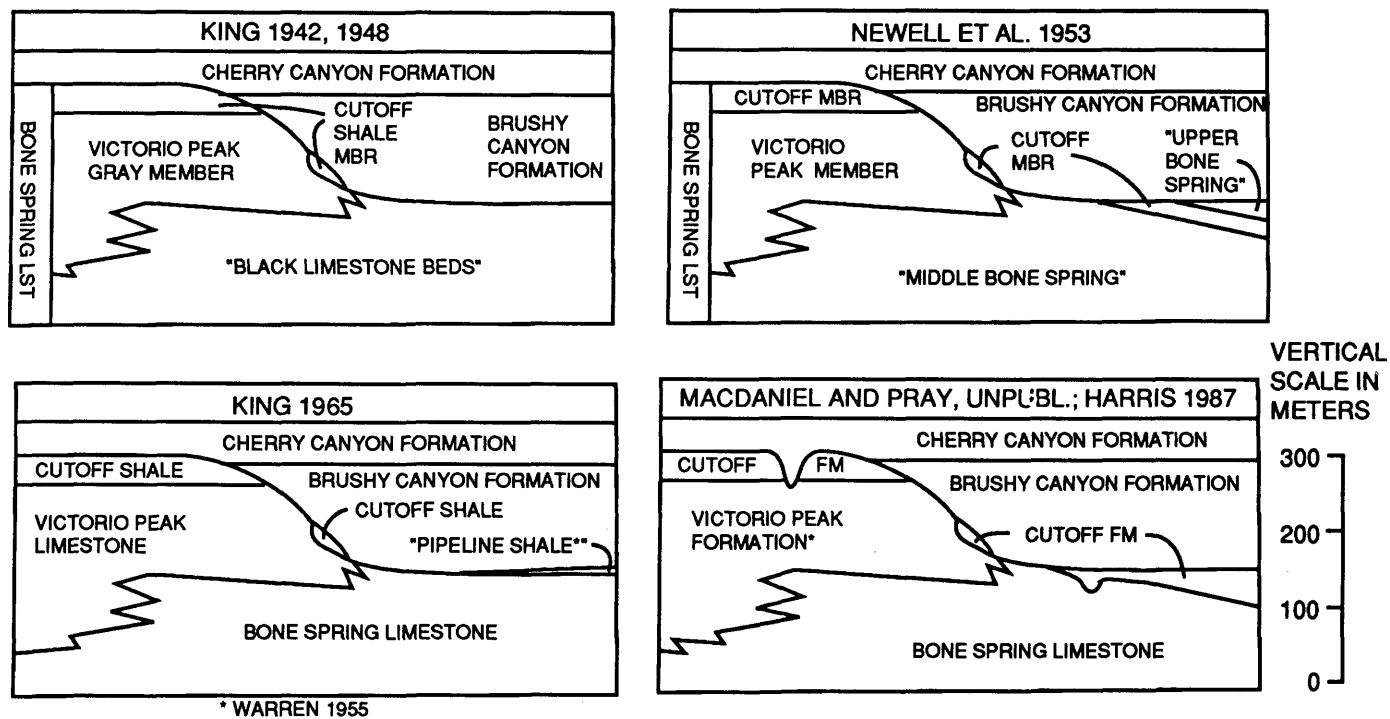 KING 1942, 1948
CHERRY CANYON FORMATION
BONE SPRING LST
CUTOFF
SHALE
MBR
VICTORIO PEAK
GRAY MEMBER
BRUSHY
CANYON
FORMATION
"BLACK LIMESTONE BEDS"
NEWELL ET AL. 1953
CHERRY CANYON FORMATION
BONE SPRING LST
CUTOFF MBR
BRUSHY CANYON FORMATION
VICTORIO
PEAK MEMBER
CUTOFF
MBR
"UPPER
BONE
SPRING"
"MIDDLE BONE SPRING"
KING 1965
CHERRY CANYON FORMATION
CUTOFF SHALE
BRUSHY CANYON FORMATION
CUTOFF SHALE
VICTORIO PEAK
LIMESTONE
"PIPELINE SHALE*"
BONE SPRING LIMESTONE
* WARREN 1955
MACDANIEL AND PRAY, UNPUBL.; HARRIS 1987
CHERRY CANYON FORMATION
CUTOFF FM
BRUSHY CANYON FORMATION
VICTORIO PEAK
FORMATION*
CUTOFF FM
BONE SPRING LIMESTONE
VERTICAL
SCALE IN
METERS
300
200
100
0